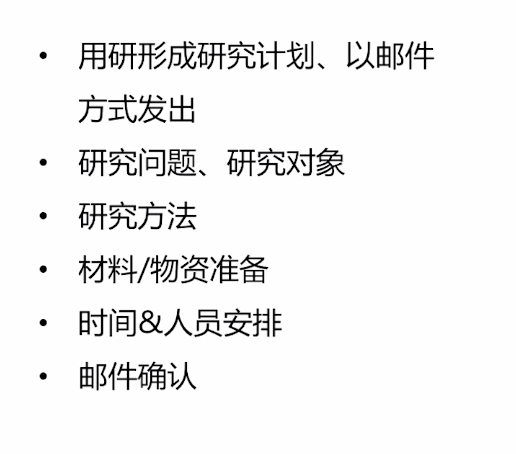 • 用研形成研究计划、以邮件
方式发出
• 研究问题、研究对象
• 研究方法
• 材料/物资准备
• 时间&人员安排
• 邮件确认